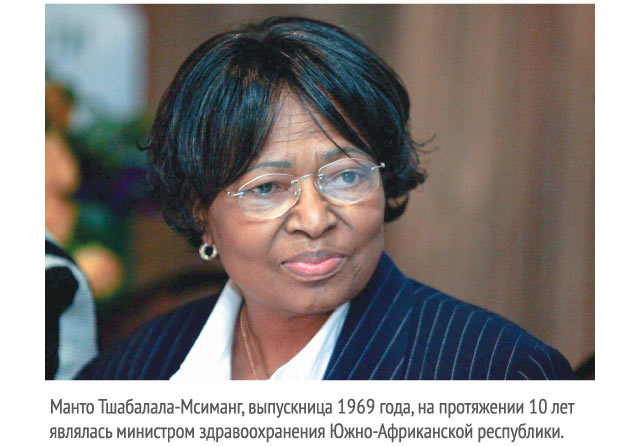 Манто Тшабалала-Мсиманг, выпускница 1969 года, на протяжении 10 лет
являлась министром здравоохранения Южно-Африканской республики.